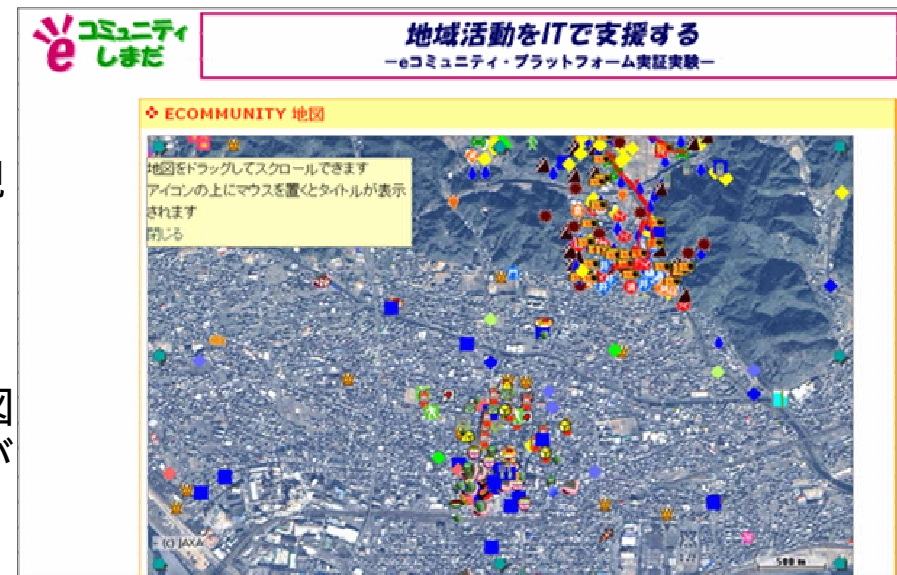 eコミュニティ
しまだ
地域活動をITで支援する
－eコミュニティ・プラットフォーム実証実験－
ECOMMUNITY 地図
地図をドラッグしてスクロールできます
アイコンの上にマウスを置くとタイトルが表示
されます
閉じる
図
が
(c) JAXA
500 m